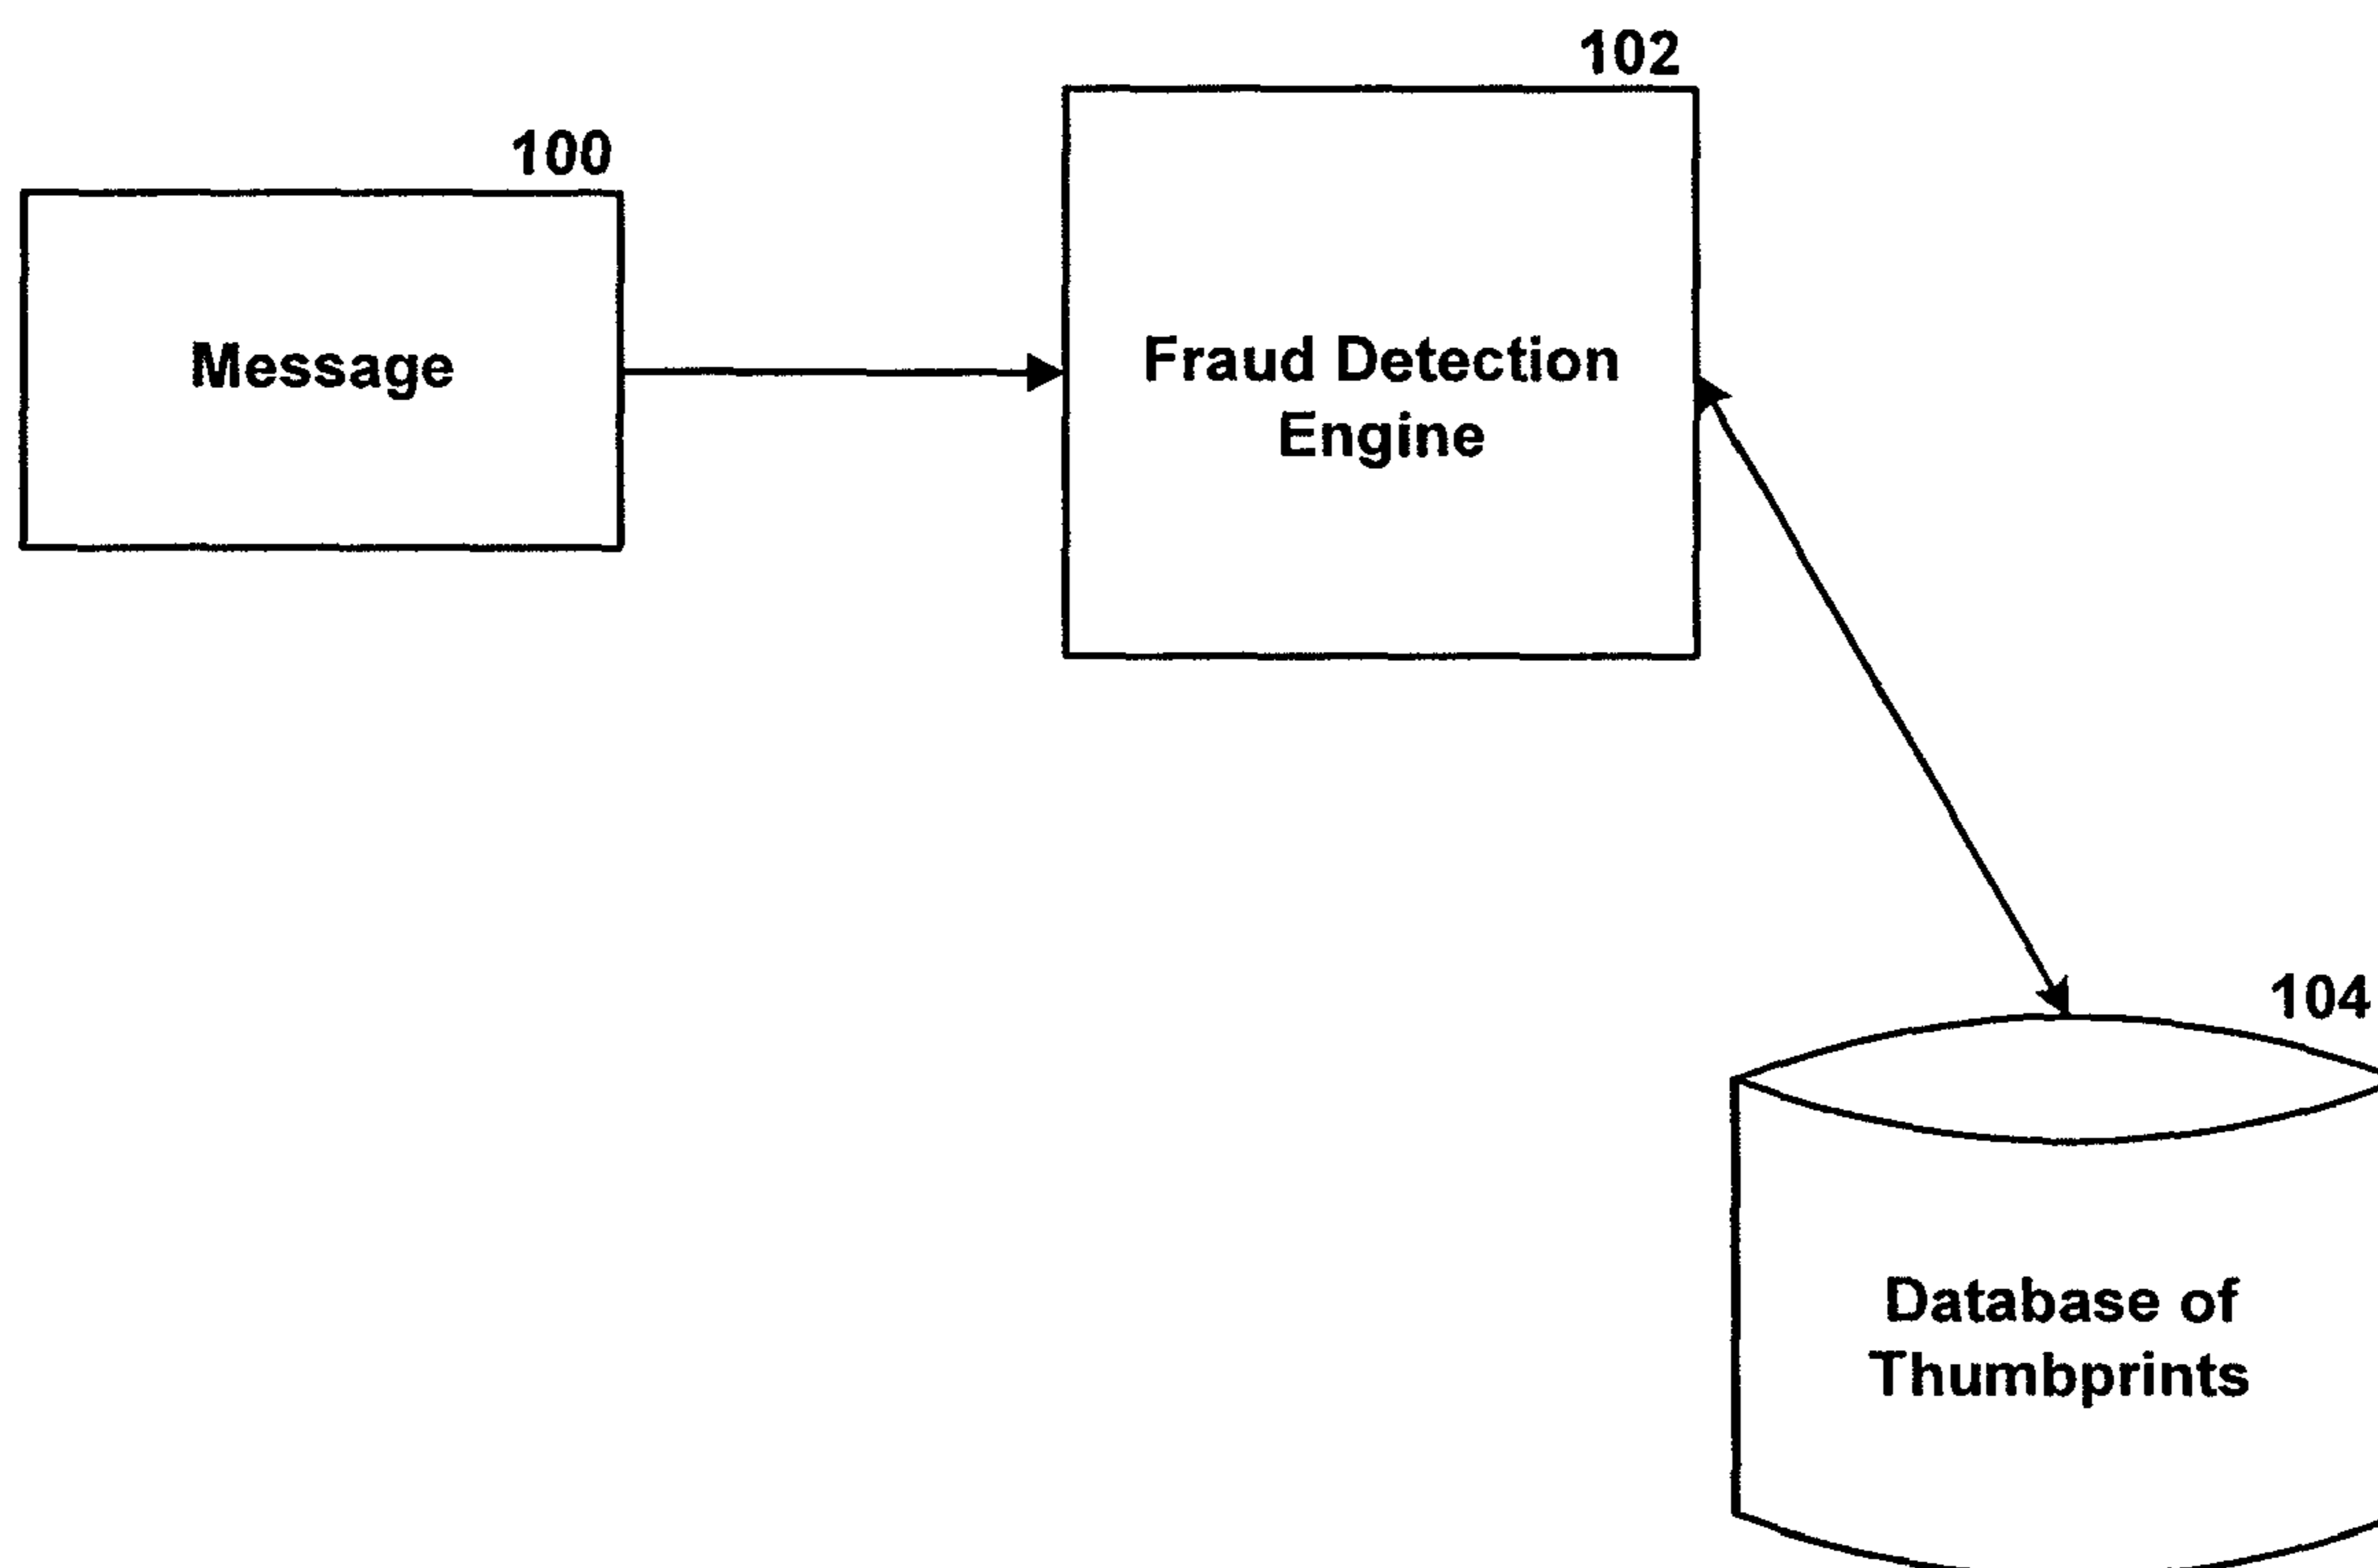 102
100
Message
Fraud Detection
Engine
104
Database of
Thumbprints